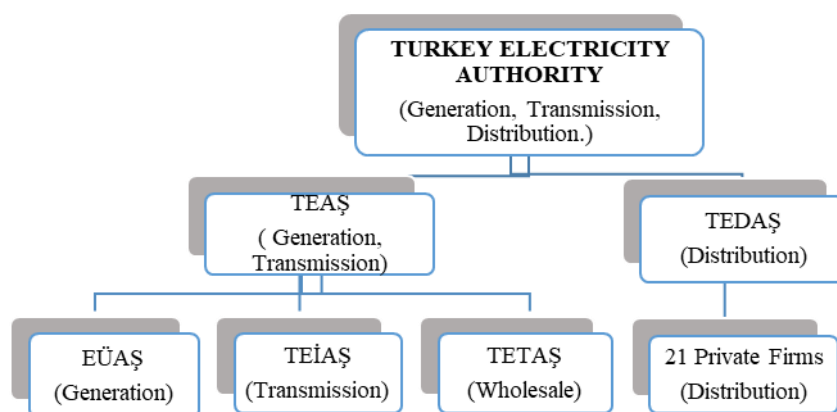 TURKEY ELECTRICITY
AUTHORITY
(Generation, Transmission,
Distribution.)
TEAŞ
( Generation,
Transmission)
TEDAŞ
(Distribution)
EÜAŞ
(Generation)
TEİAŞ
(Transmission)
TETAŞ
(Wholesale)
21 Private Firms
(Distribution)